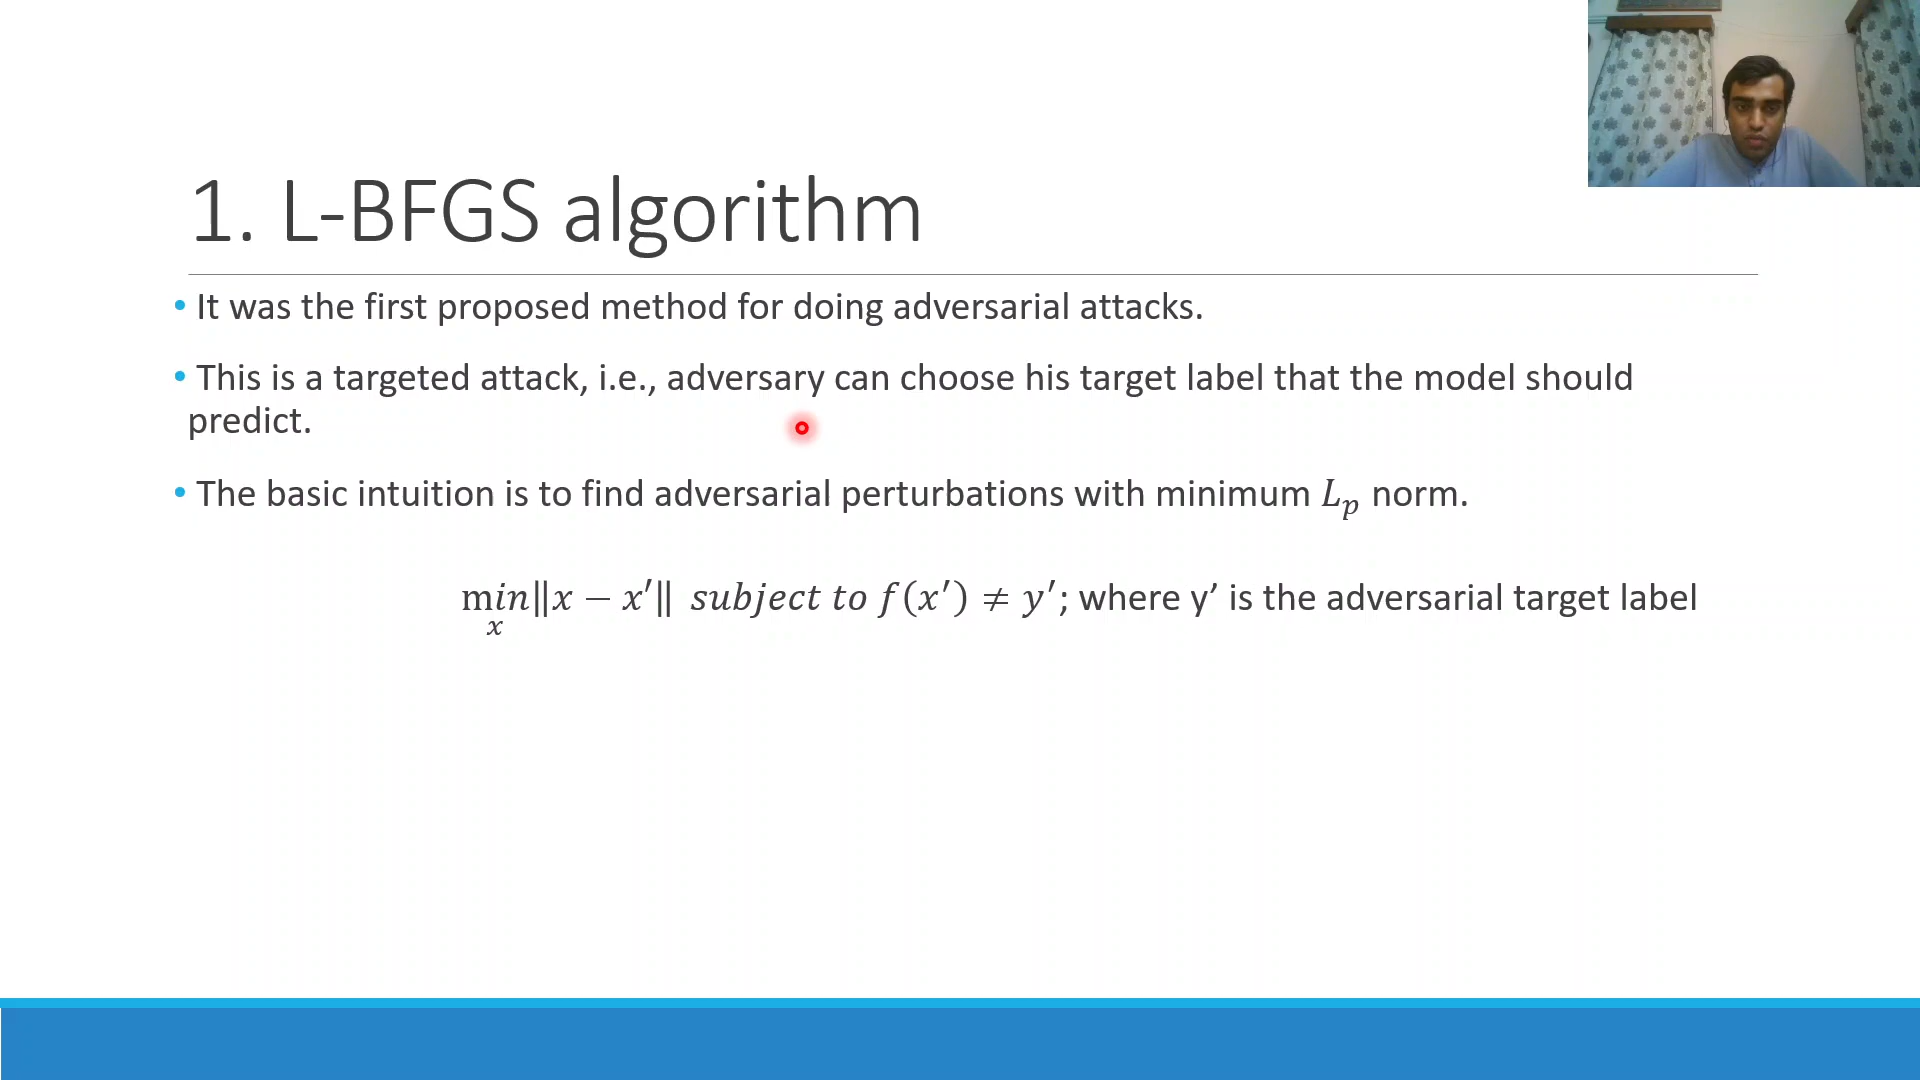 1. L-BFGS algorithm
• It was the first proposed method for doing adversarial attacks.
• This is a targeted attack, i.e., adversary can choose his target label that the model should
predict.
• The basic intuition is to find adversarial perturbations with minimum Lₚ norm.
min‖x − x′‖ subject to f(x′) ≠ y′; where y’ is the adversarial target label
x